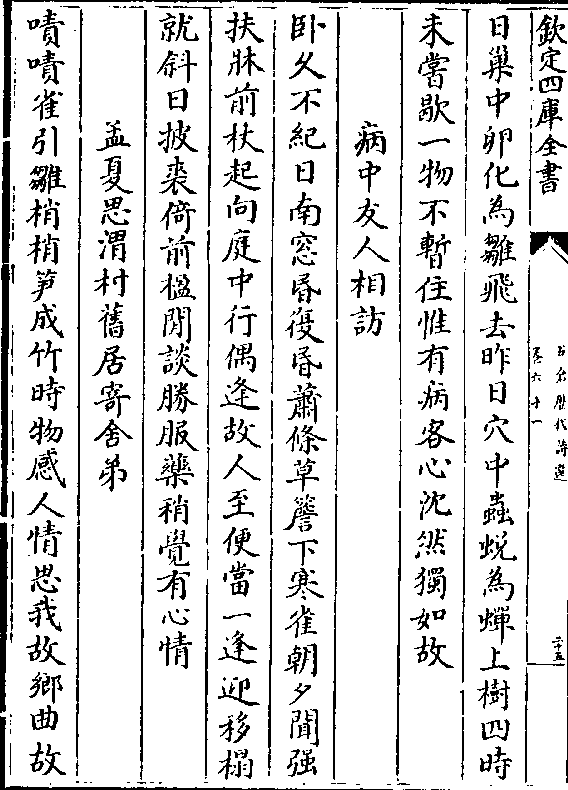 欽定四庫全書
石倉歷代詩選
卷六十一
二十五
日巢中卵化為雛飛去昨日穴中蟲蛻為蟬上樹四時
未嘗歇一物不暫住惟有病客心沈然獨如故
病中友人相訪
卧久不紀日南窓昏復昏蕭條草簷下寒雀朝夕聞强
扶牀前杖起向庭中行偶逢故人至便當一逢迎移榻
就斜日披裘倚前楹閒談勝服藥稍覺有心情
孟夏思渭村舊居寄舍弟
嘖嘖雀引雛梢梢笋成竹時物感人情思我故鄉曲故